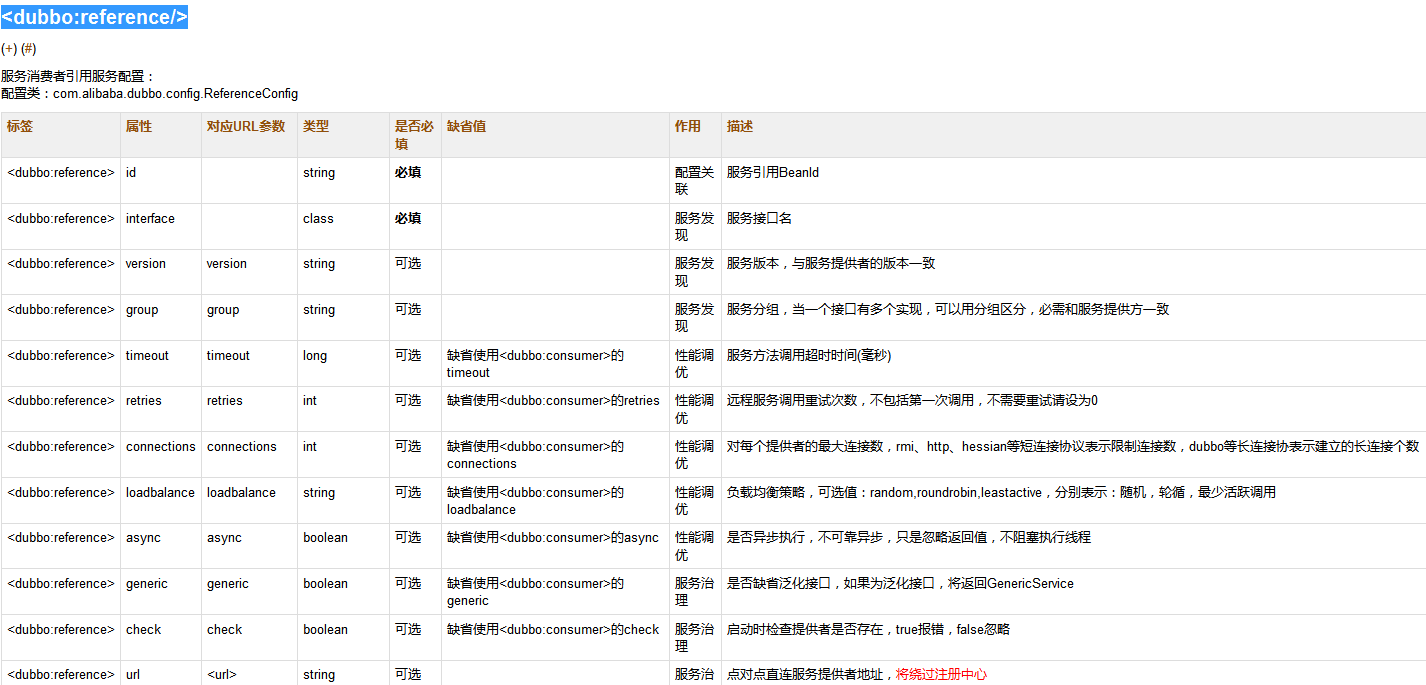 <dubbo:reference/>
(+) (#)
服务消费者引用服务配置：
配置类：com.alibaba.dubbo.config.ReferenceConfig
标签 属性 对应URL参数 类型 是否必填 缺省值 作用 描述
<dubbo:reference> id string 必填 配置关联 服务引用BeanId
<dubbo:reference> interface class 必填 服务发现 服务接口名
<dubbo:reference> version version string 可选 服务发现 服务版本，与服务提供者的版本一致
<dubbo:reference> group group string 可选 服务发现 服务分组，当一个接口有多个实现，可以用分组区分，必需和服务提供方一致
<dubbo:reference> timeout timeout long 可选 缺省使用<dubbo:consumer>的timeout 性能调优 服务方法调用超时时间(毫秒)
<dubbo:reference> retries retries int 可选 缺省使用<dubbo:consumer>的retries 性能调优 远程服务调用重试次数，不包括第一次调用，不需要重试请设为0
<dubbo:reference> connections connections int 可选 缺省使用<dubbo:consumer>的connections 性能调优 对每个提供者的最大连接数，rmi、http、hessian等短连接协议表示限制连接数，dubbo等长连接协表示建立的长连接个数
<dubbo:reference> loadbalance loadbalance string 可选 缺省使用<dubbo:consumer>的loadbalance 性能调优 负载均衡策略，可选值：random,roundrobin,leastactive，分别表示：随机，轮循，最少活跃调用
<dubbo:reference> async async boolean 可选 缺省使用<dubbo:consumer>的async 性能调优 是否异步执行，不可靠异步，只是忽略返回值，不阻塞执行线程
<dubbo:reference> generic generic boolean 可选 缺省使用<dubbo:consumer>的generic 服务治理 是否缺省泛化接口，如果为泛化接口，将返回GenericService
<dubbo:reference> check check boolean 可选 缺省使用<dubbo:consumer>的check 服务治理 启动时检查提供者是否存在，true报错，false忽略
<dubbo:reference> url <url> string 可选 服务治 点对点直连服务提供者地址，将绕过注册中心